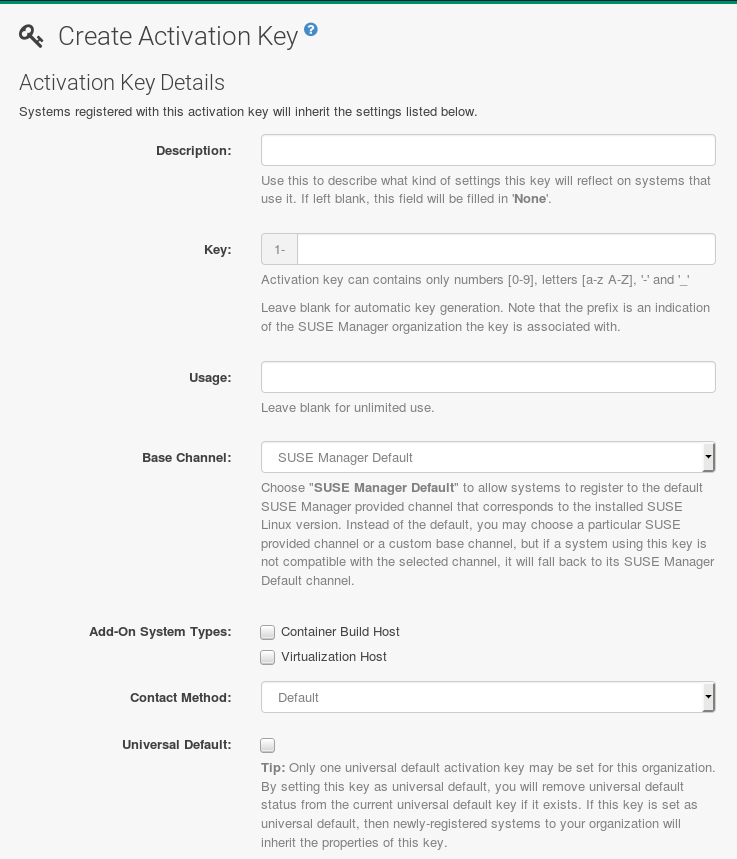 Create Activation Key ?
Activation Key Details
Systems registered with this activation key will inherit the settings listed below.
Description:
Use this to describe what kind of settings this key will reflect on systems that
use it. If left blank, this field will be filled in 'None'.
Key: 1-
Activation key can contains only numbers [0-9], letters [a-z A-Z], '-' and '_'
Leave blank for automatic key generation. Note that the prefix is an indication
of the SUSE Manager organization the key is associated with.
Usage:
Leave blank for unlimited use.
Base Channel: SUSE Manager Default
Choose "SUSE Manager Default" to allow systems to register to the default
SUSE Manager provided channel that corresponds to the installed SUSE
Linux version. Instead of the default, you may choose a particular SUSE
provided channel or a custom base channel, but if a system using this key is
not compatible with the selected channel, it will fall back to its SUSE Manager
Default channel.
Add-On System Types: Container Build Host
Virtualization Host
Contact Method: Default
Universal Default:
Tip: Only one universal default activation key may be set for this organization.
By setting this key as universal default, you will remove universal default
status from the current universal default key if it exists. If this key is set as
universal default, then newly-registered systems to your organization will
inherit the properties of this key.